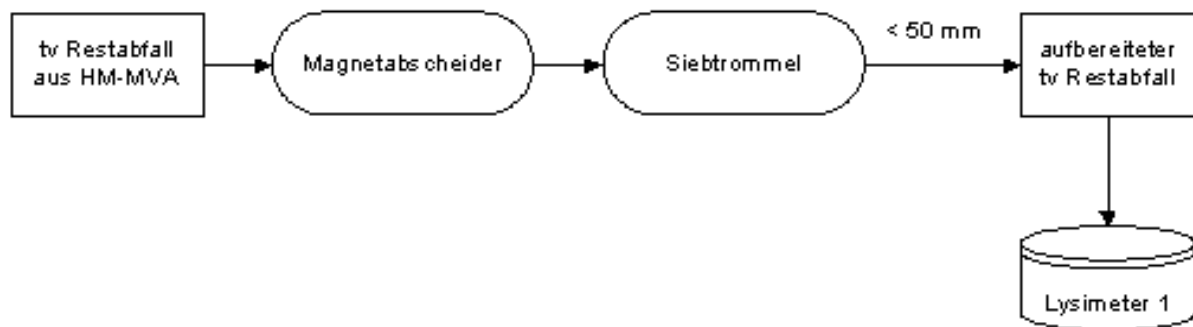 tv Restabfall
aus HM-MVA
Magnetabscheider
Siebtrommel
< 50 mm
aufbereiteter
tv Restabfall
Lysimeter 1